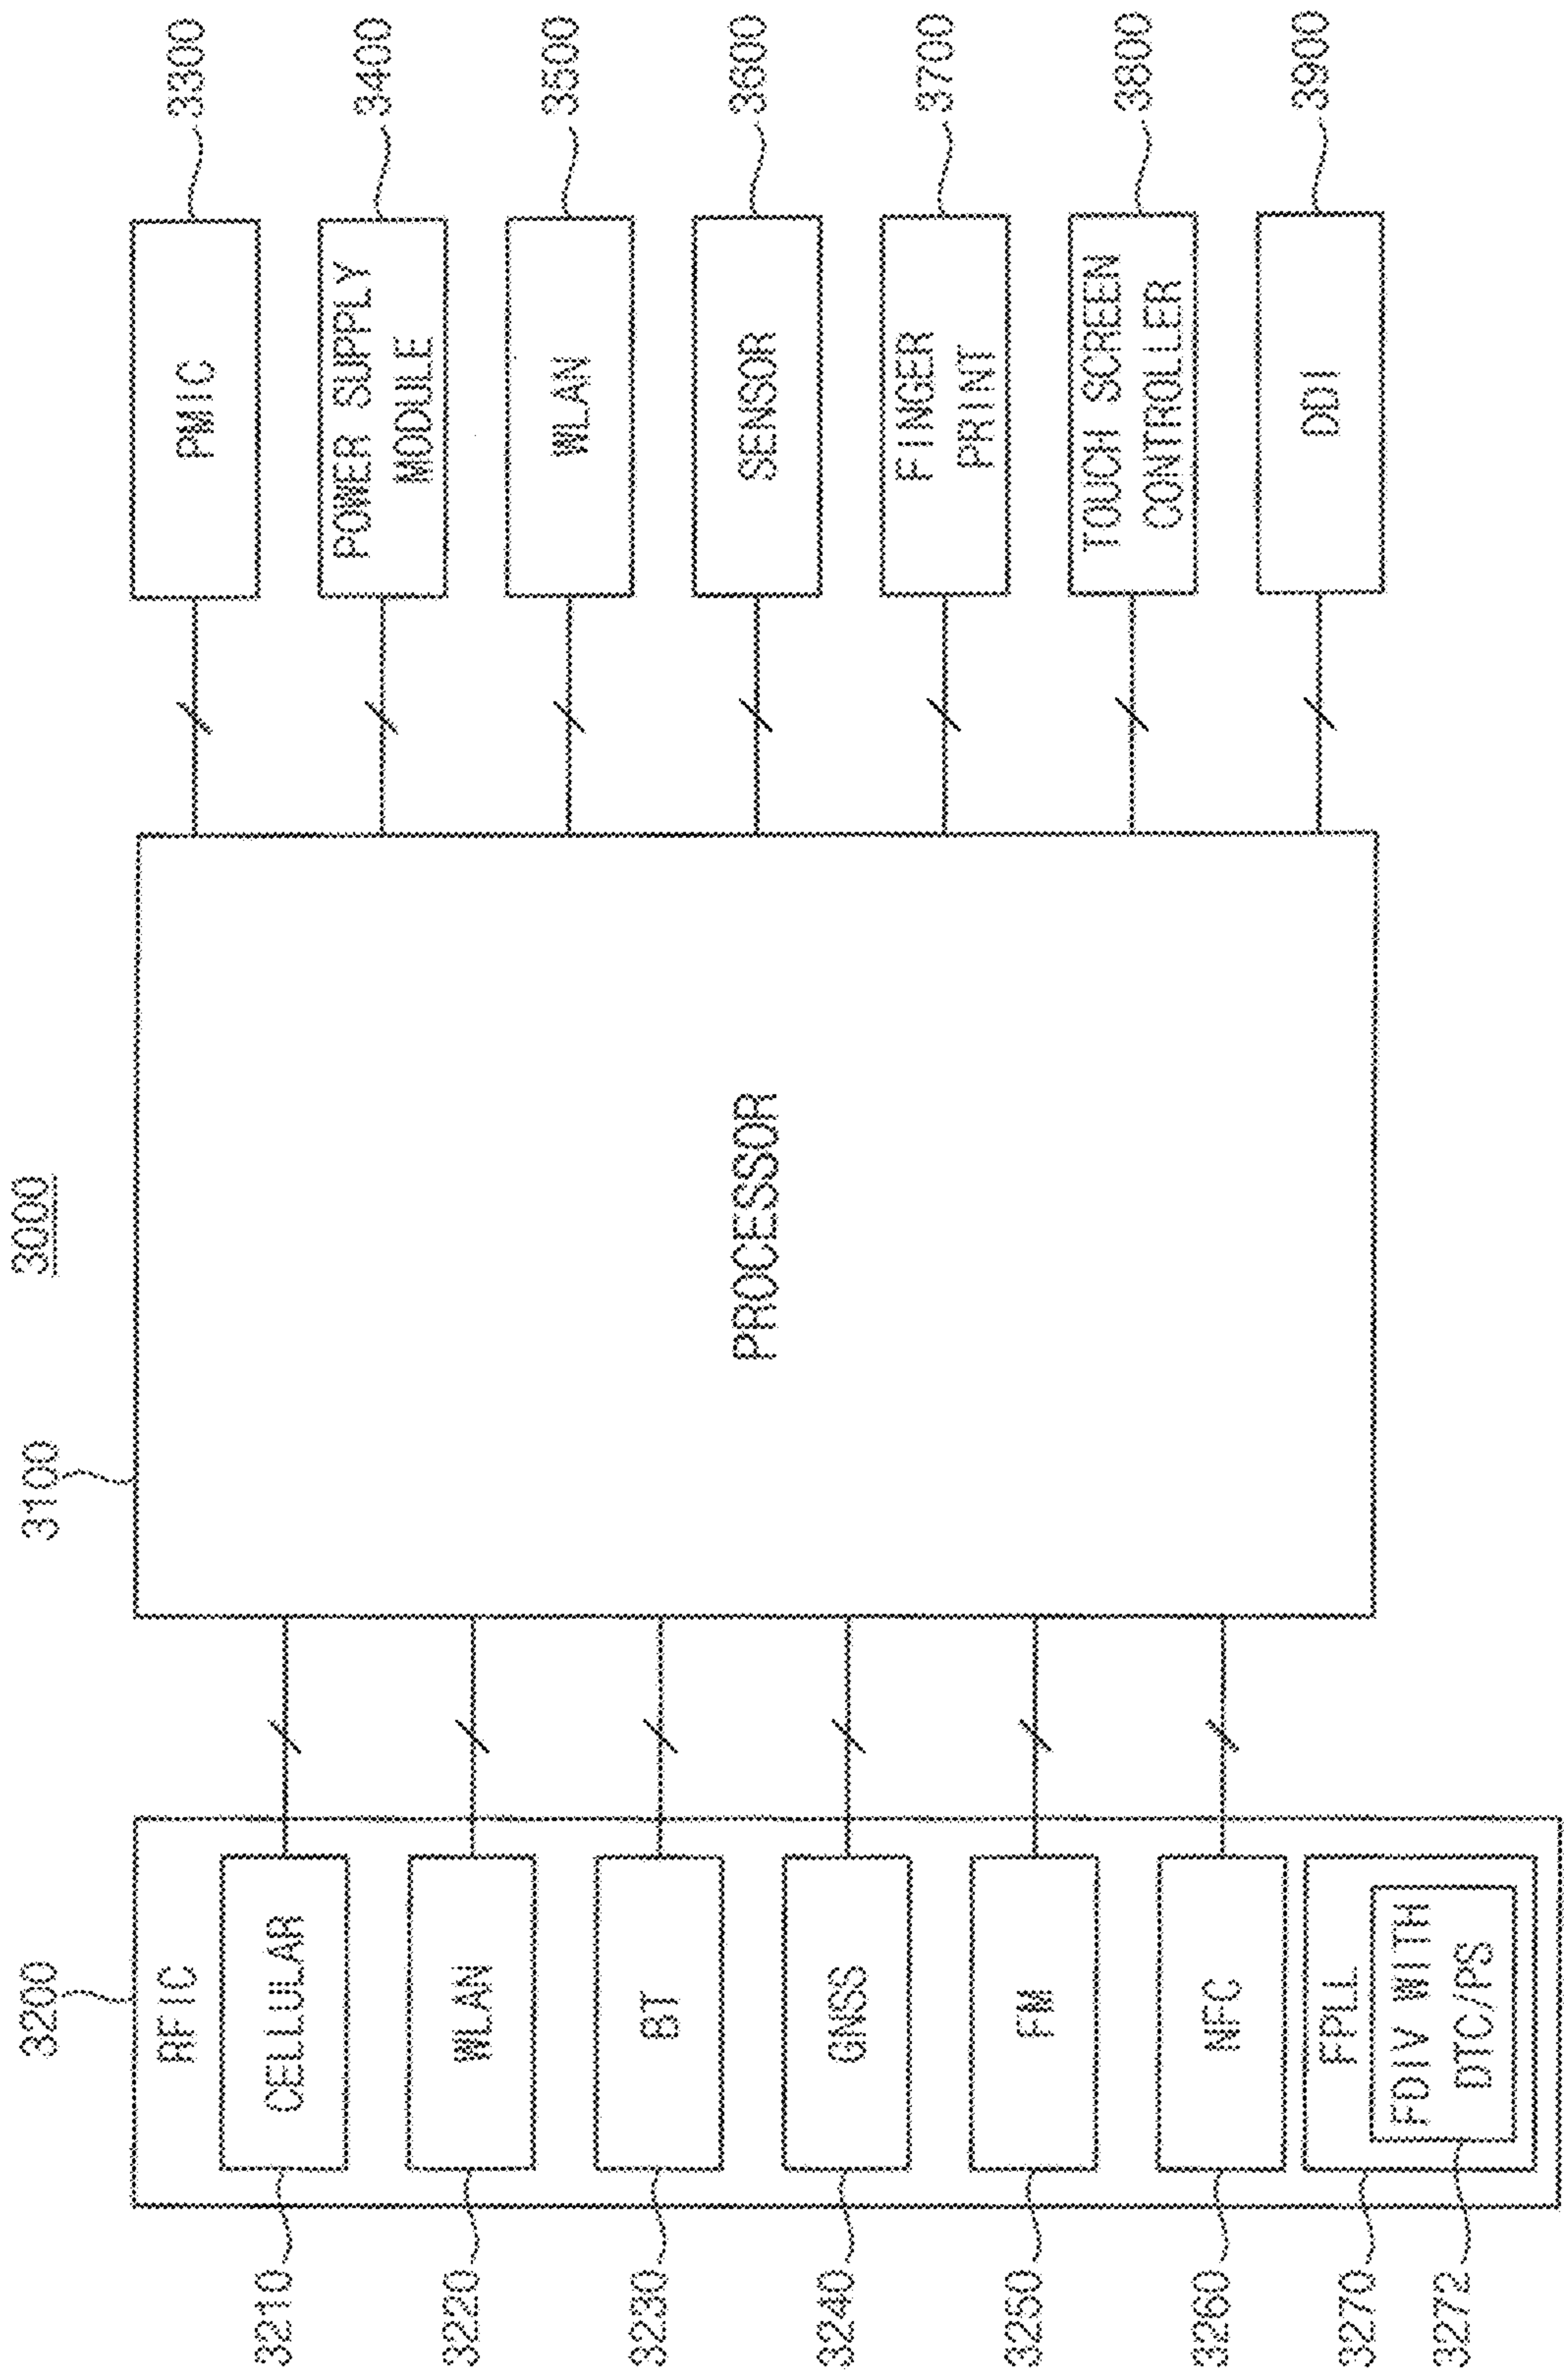 3000
3200
3100
RFIC
3210
CELLULAR
3220
WLAN
3230
BT
3240
GNSS
3250
FM
3260
NFC
3270
FPLL
3272
FDIV WITH
DTC/PS
PROCESSOR
PMIC
3300
POWER SUPPLY
MODULE
3400
WLAN
3500
SENSOR
3600
FINGER
PRINT
3700
TOUCH SCREEN
CONTROLLER
3800
DDI
3900